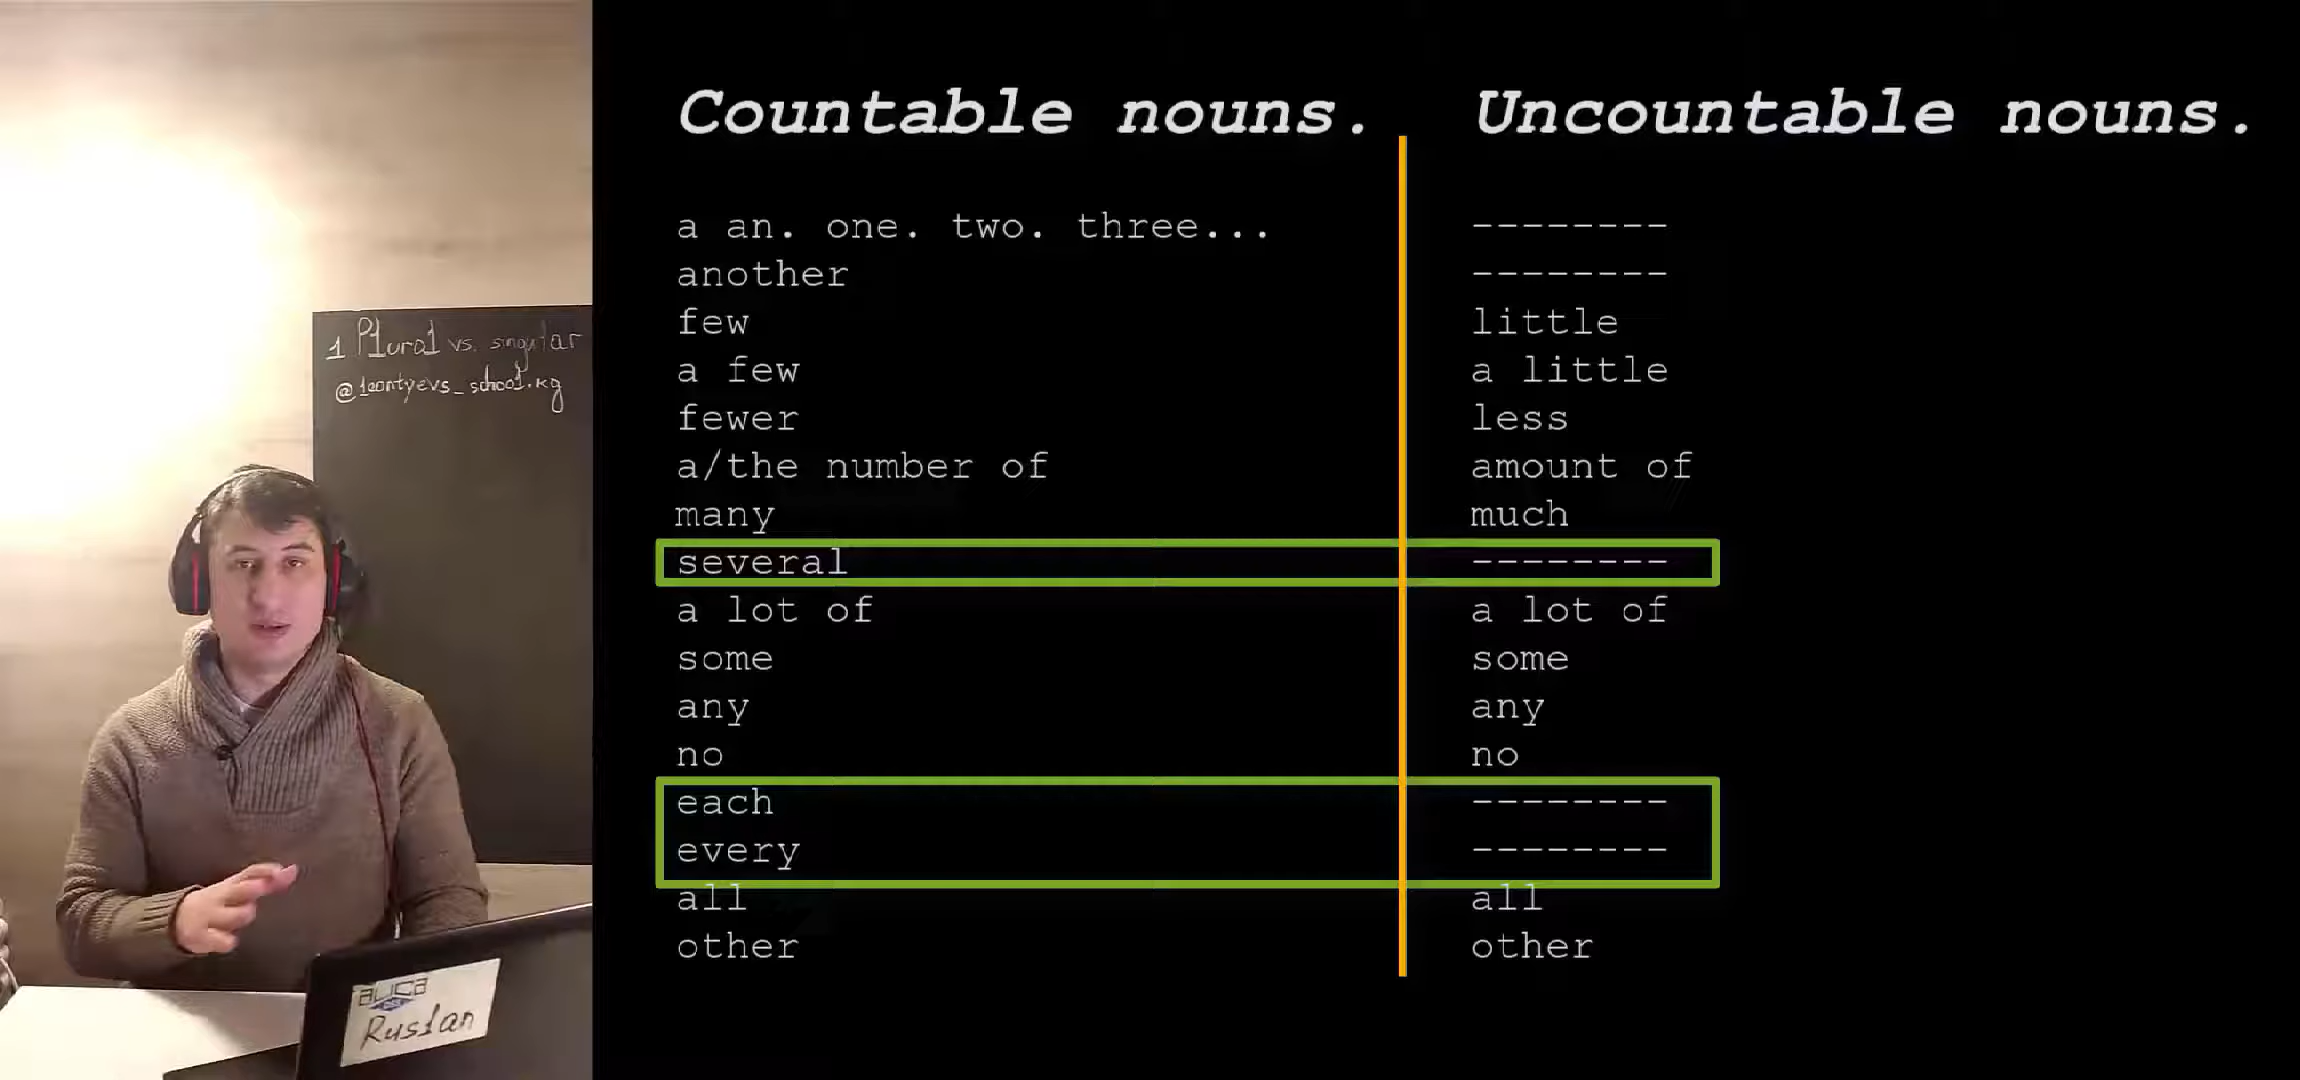 1 Plural vs. singular
@leontyevs_school.kg
alica
Ruslan
Countable nouns.
a an. one. two. three...
another
few
a few
fewer
a/the number of
many
several
a lot of
some
any
no
each
every
all
other
Uncountable nouns.
--------
--------
little
a little
less
amount of
much
--------
a lot of
some
any
no
--------
--------
all
other